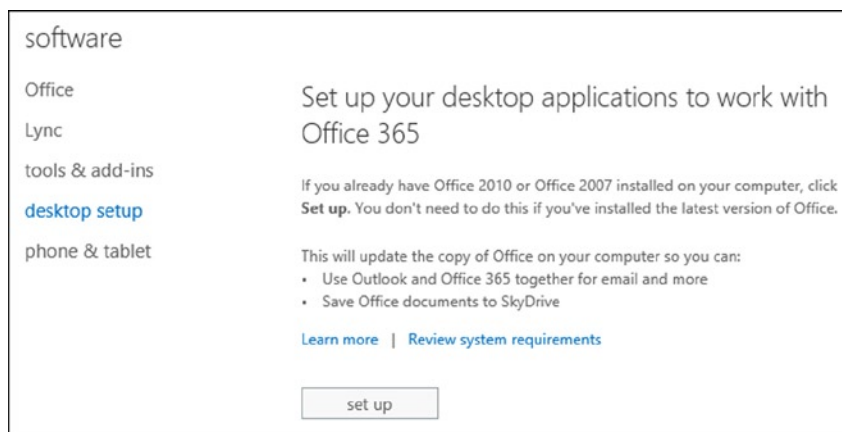 software
Office
Lync
tools & add-ins
desktop setup
phone & tablet
Set up your desktop applications to work with
Office 365
If you already have Office 2010 or Office 2007 installed on your computer, click
Set up. You don't need to do this if you've installed the latest version of Office.
This will update the copy of Office on your computer so you can:
• Use Outlook and Office 365 together for email and more
• Save Office documents to SkyDrive
Learn more | Review system requirements
set up